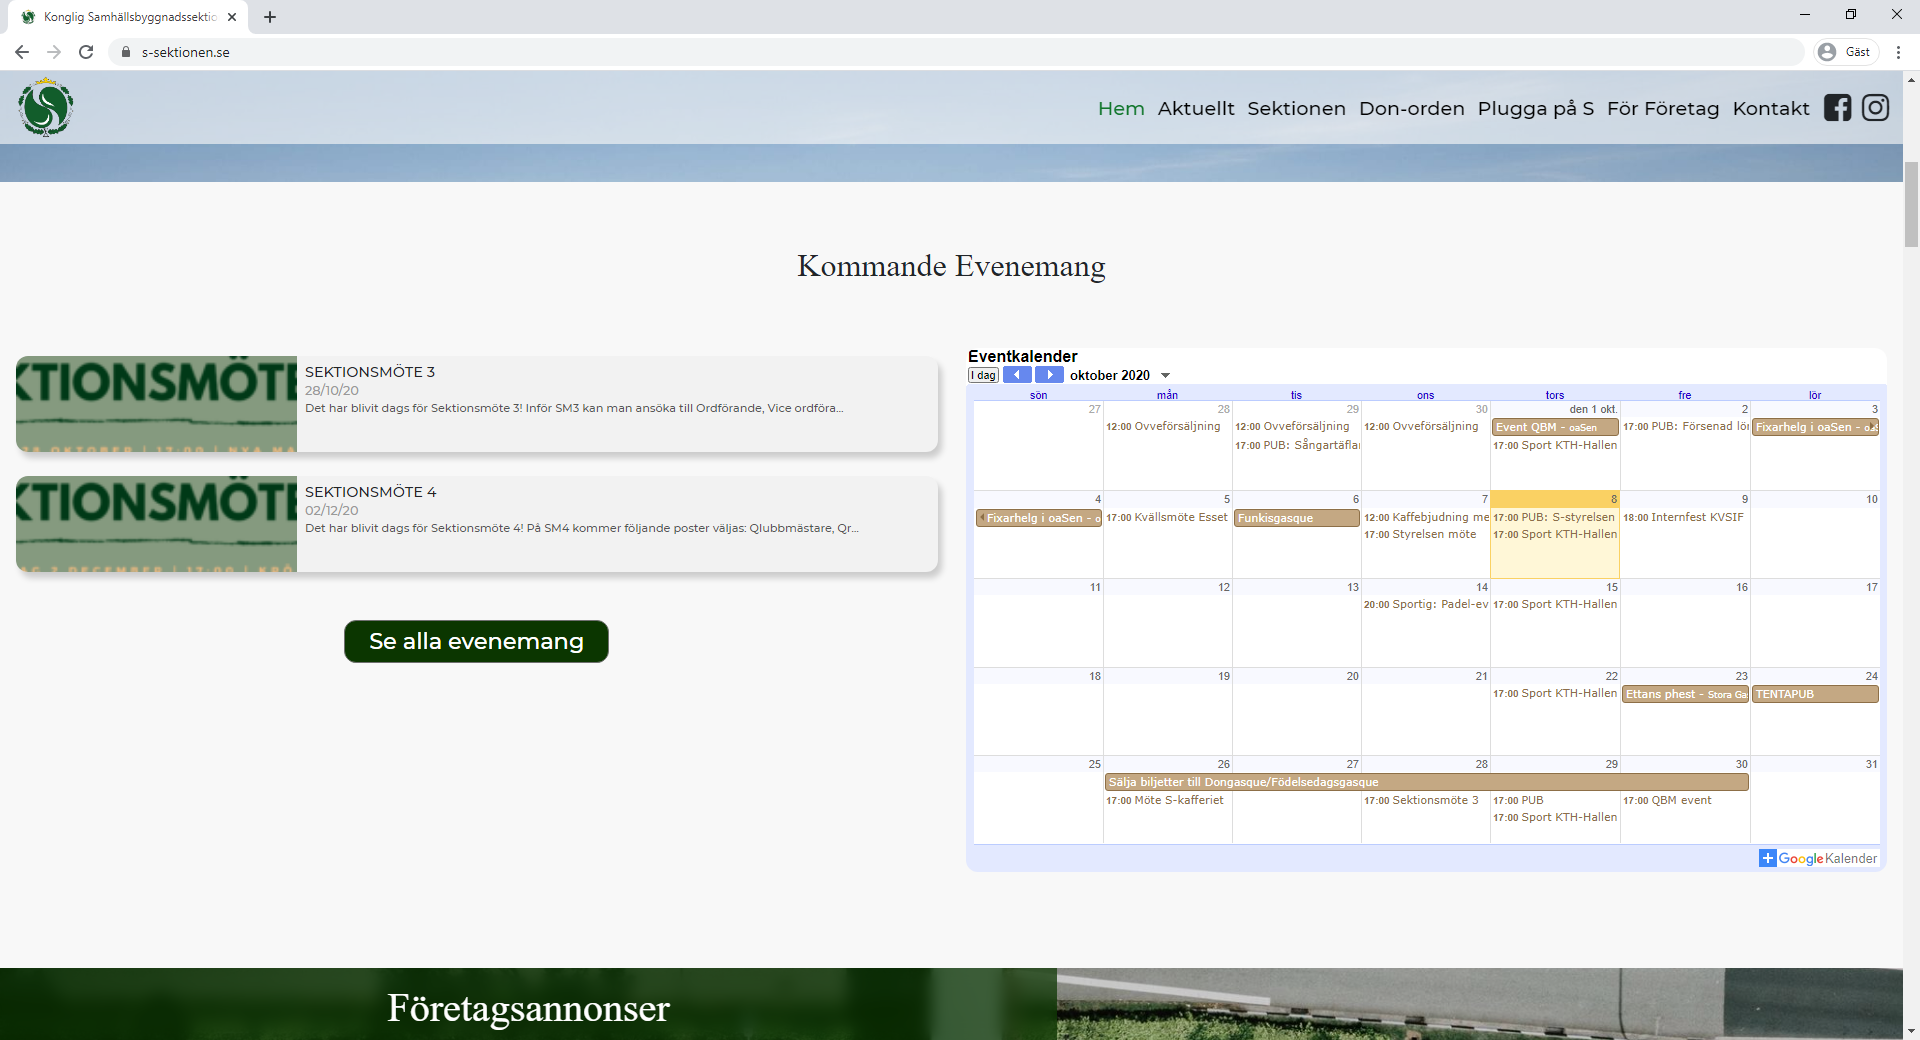 Konglig Samhällsbyggnadssektio
s-sektionen.se
Gäst
Hem Aktuellt Sektionen Don-orden Plugga på S För Företag Kontakt
Kommande Evenemang
KTIONSMÖTE
SEKTIONSMÖTE 3
28/10/20
Det har blivit dags för Sektionsmöte 3! Inför SM3 kan man ansöka till Ordförande, Vice ordföra...
KTIONSMÖTE
SEKTIONSMÖTE 4
02/12/20
Det har blivit dags för Sektionsmöte 4! På SM4 kommer följande poster väljas: Qlubbmästare, Qr...
Se alla evenemang
Eventkalender
I dag oktober 2020
sön mån tis ons tors fre lör
27 28 29 30 den 1 okt. 2 3
12:00 Ovveförsäljning 12:00 Ovveförsäljning 12:00 Ovveförsäljning Event QBM - oaSen 17:00 PUB: Försenad lör Fixarhelg i oaSen -
17:00 PUB: Sångartäflar 17:00 Sport KTH-Hallen
4 5 6 7 8 9 10
Fixarhelg i oaSen - o 17:00 Kvällsmöte Esset Funkisgasque 12:00 Kaffebjudning me 17:00 PUB: S-styrelsen 18:00 Internfest KVSIF
17:00 Styrelsen möte 17:00 Sport KTH-Hallen
11 12 13 14 15 16 17
20:00 Sportig: Padel-ev 17:00 Sport KTH-Hallen
18 19 20 21 22 23 24
17:00 Sport KTH-Hallen Ettans phest - Stora Ga TENTAPUB
25 26 27 28 29 30 31
Sälja biljetter till Dongasque/Födelsedagsgasque
17:00 Möte S-kafferiet 17:00 Sektionsmöte 3 17:00 PUB 17:00 QBM event
17:00 Sport KTH-Hallen
Google Kalender
Företagsannonser